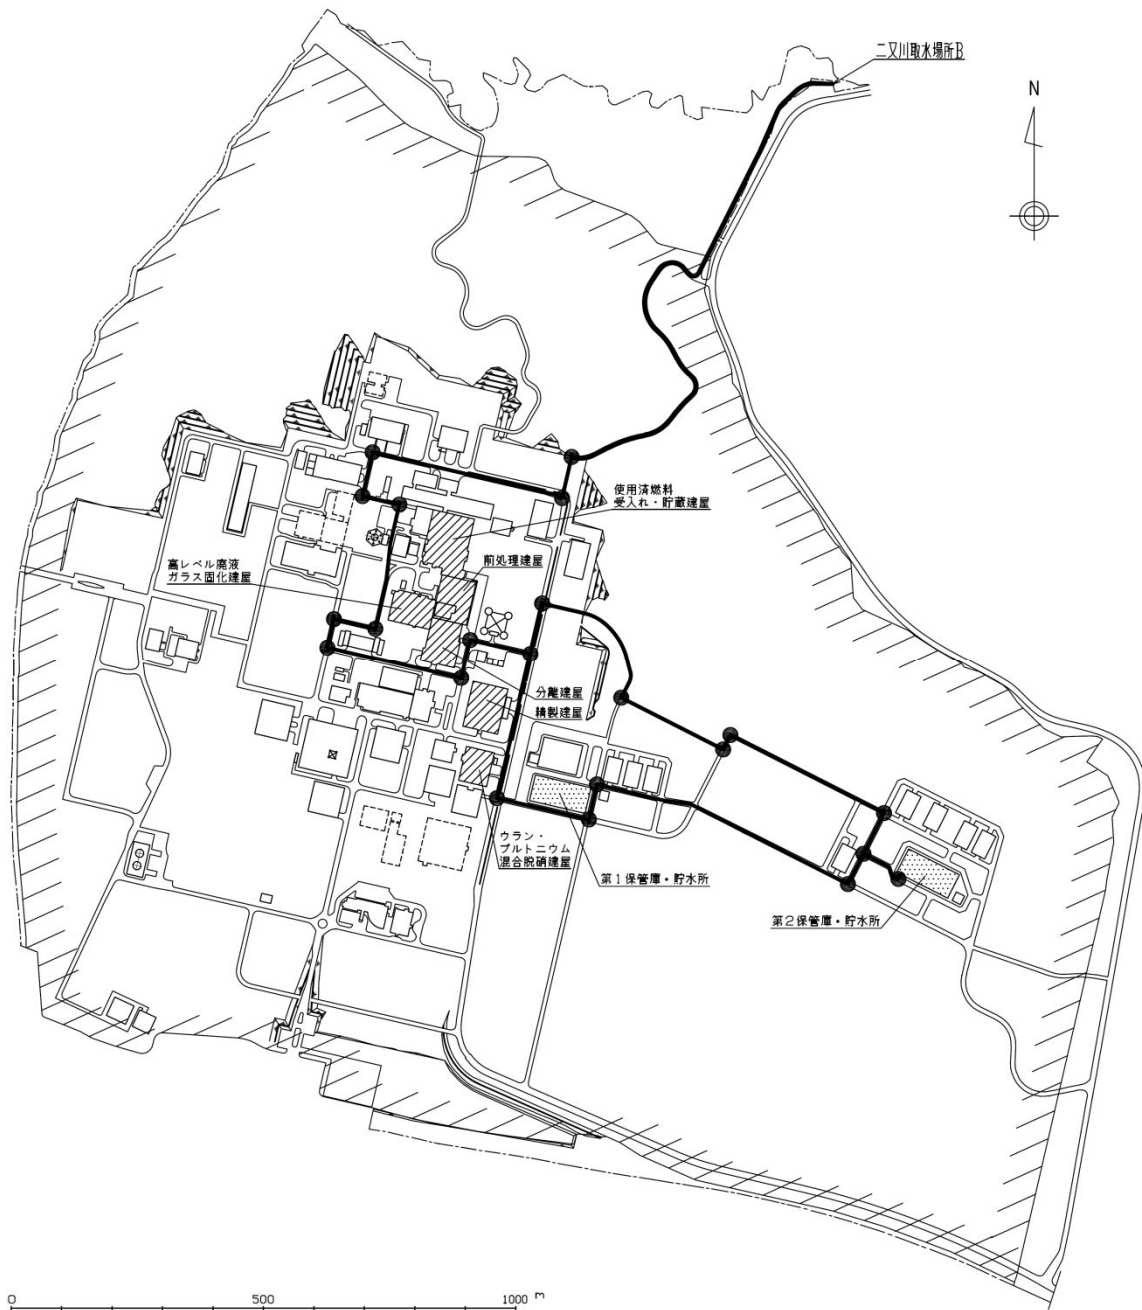 二又川取水場所B
N
使用済燃料
受入れ・貯蔵建屋
前処理建屋
高レベル廃液
ガラス固化建屋
分離建屋
精製建屋
ウラン・
プルトニウム
混合脱硝建屋
第1保管庫・貯水所
第2保管庫・貯水所
0 500 1000 m